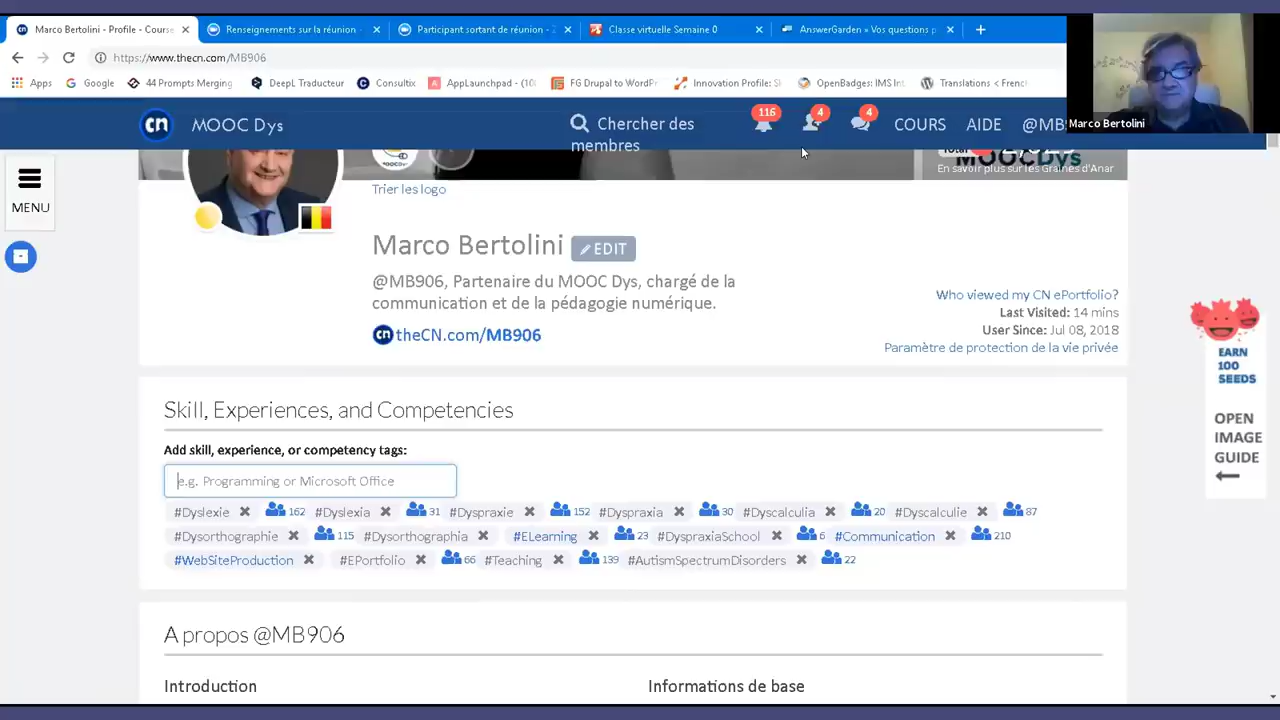 Marco Bertolini - Profile - Course
Renseignements sur la réunion -
Participant sortant de réunion - Z
Classe virtuelle Semaine 0
AnswerGarden » Vos questions p
https://www.thecn.com/MB906
Apps
Google
44 Prompts Merging
DeepL Traducteur
Consultix
AppLaunchpad - (10
FG Drupal to WordPr
Innovation Profile: Sk
OpenBadges: IMS Int
Translations ‹ Frencl
Marco Bertolini
cn
MOOC Dys
Chercher des
membres
116
4
4
COURS
AIDE
@MB
MENU
Total
MOOCDys
En savoir plus sur les Graines d'Anar
Trier les logo
Marco Bertolini
EDIT
@MB906, Partenaire du MOOC Dys, chargé de la
communication et de la pédagogie numérique.
cn theCN.com/MB906
Who viewed my CN ePortfolio?
Last Visited: 14 mins
User Since: Jul 08, 2018
Paramètre de protection de la vie privée
EARN
100
SEEDS
OPEN
IMAGE
GUIDE
Skill, Experiences, and Competencies
Add skill, experience, or competency tags:
e.g. Programming or Microsoft Office
#Dyslexie 162 #Dyslexia 31 #Dyspraxie 152 #Dyspraxia 30 #Dyscalculia 20 #Dyscalculie 87
#Dysorthographie 115 #Dysorthographia #ELearning 23 #DyspraxiaSchool 6 #Communication 210
#WebSiteProduction #EPortfolio 66 #Teaching 139 #AutismSpectrumDisorders 22
A propos @MB906
Introduction
Informations de base